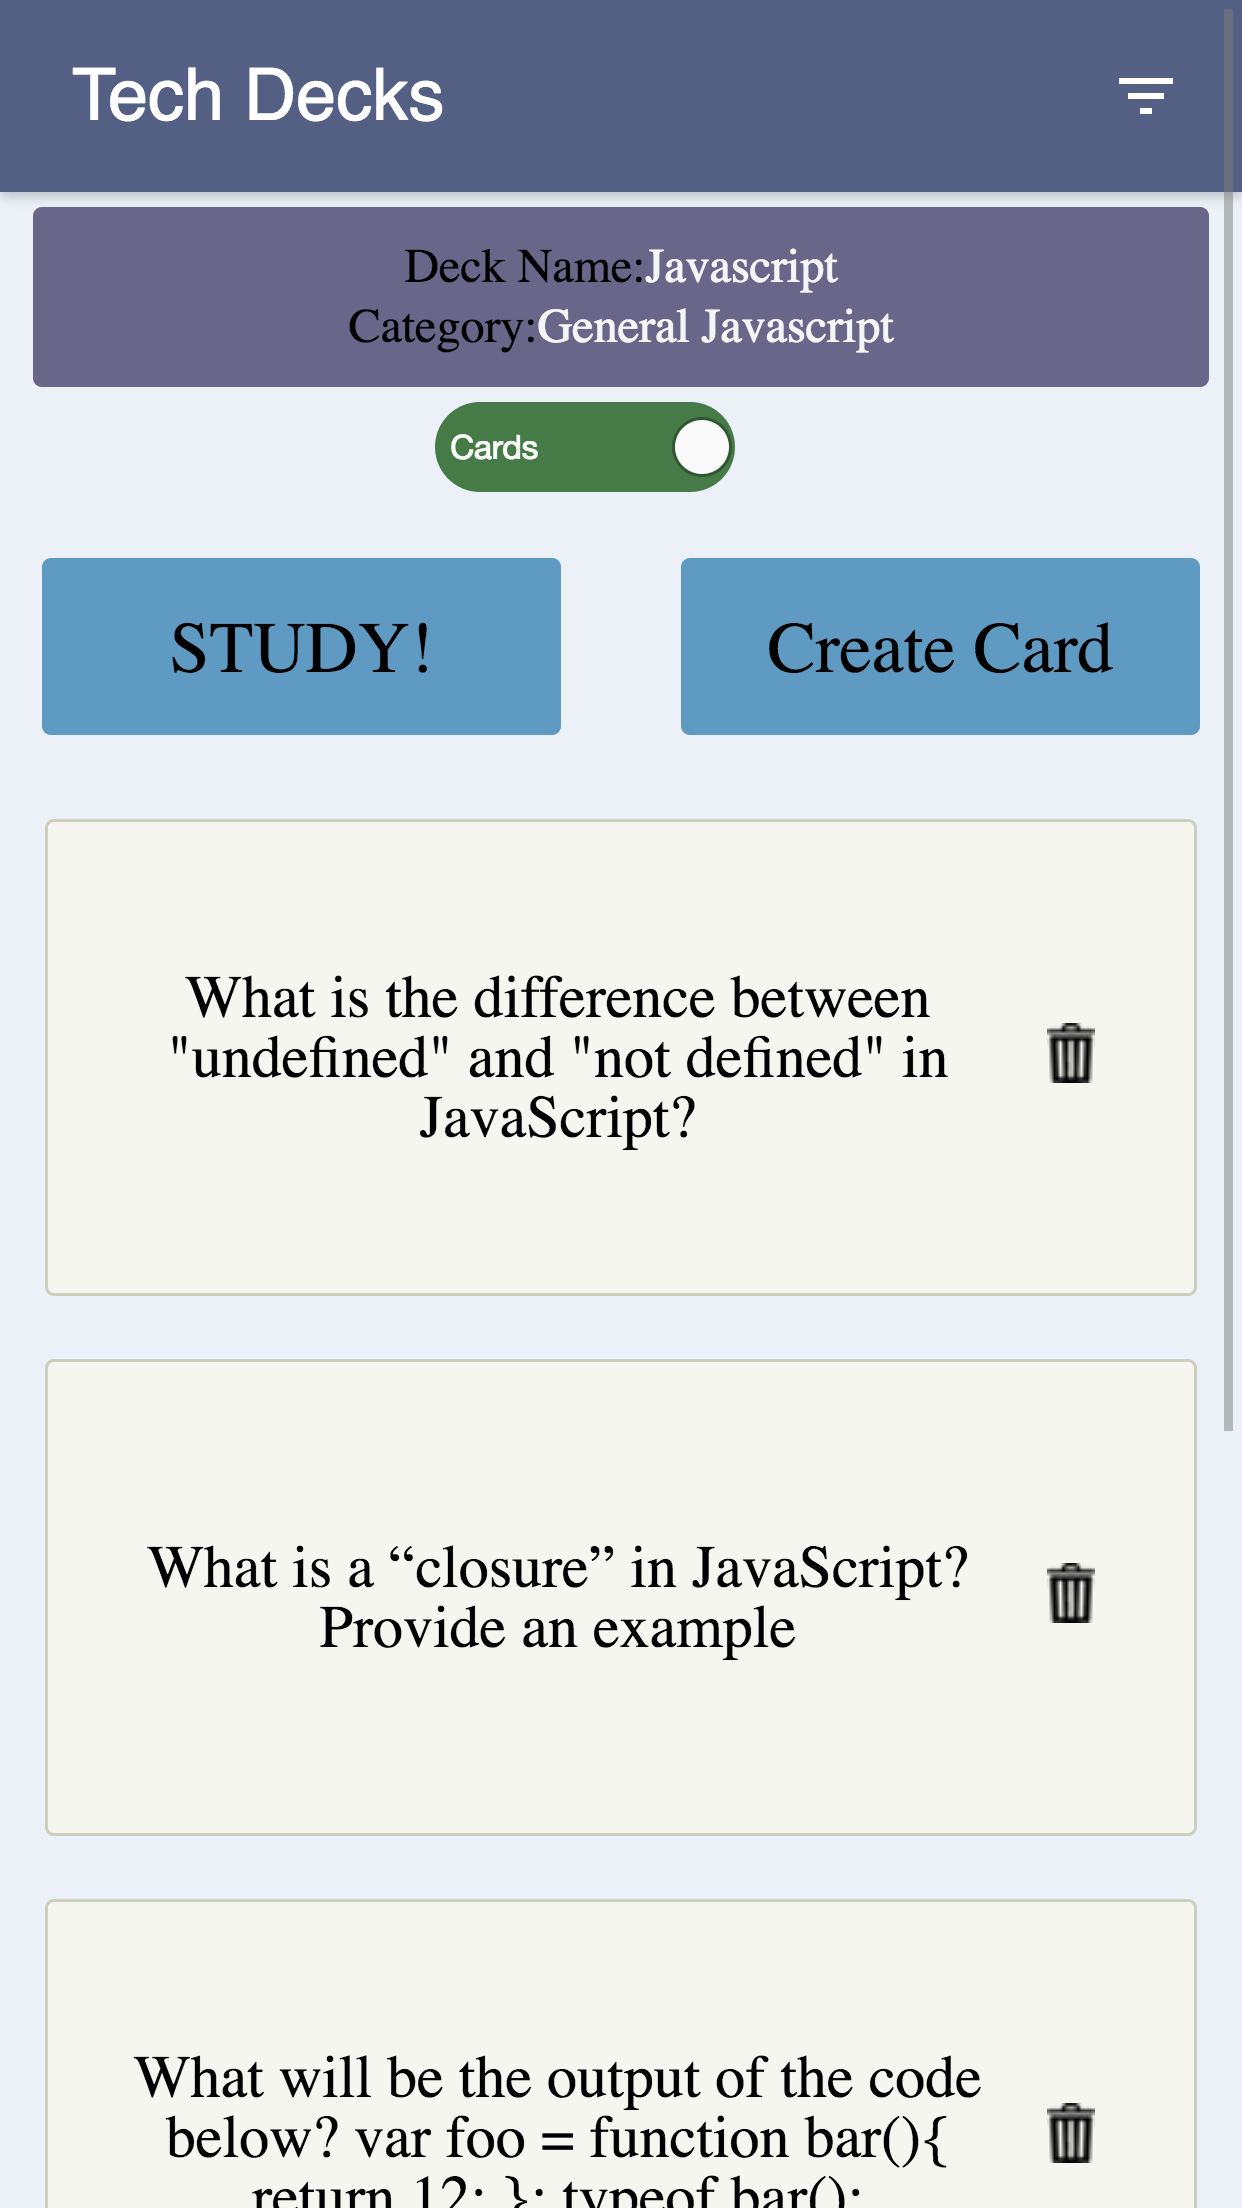 Tech Decks
Deck Name:Javascript
Category:General Javascript
Cards
STUDY!
Create Card
What is the difference between
"undefined" and "not defined" in
JavaScript?
What is a “closure” in JavaScript?
Provide an example
What will be the output of the code
below? var foo = function bar(){
return 12; }; typeof bar();